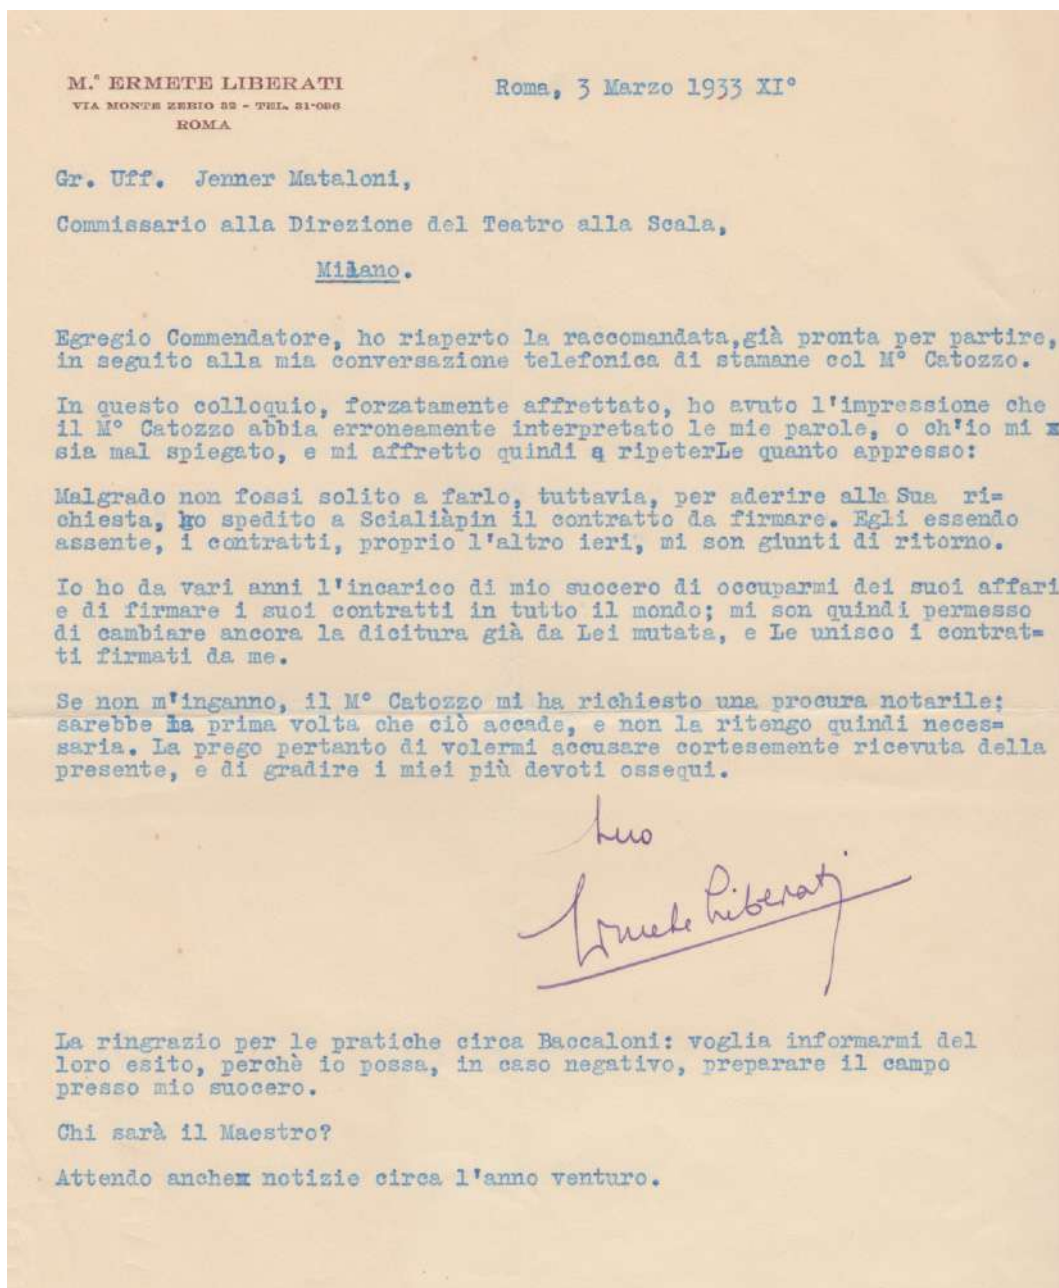 M.° ERMETE LIBERATI
VIA MONTE ZEBIO 32 - TEL. 31-086
ROMA
Roma, 3 Marzo 1933 XI°
Gr. Uff. Jenner Mataloni,
Commissario alla Direzione del Teatro alla Scala,
Milano.
Egregio Commendatore, ho riaperto la raccomandata,già pronta per partire,
in seguito alla mia conversazione telefonica di stamane col M° Catozzo.
In questo colloquio, forzatamente affrettato, ho avuto l'impressione che
il M° Catozzo abbia erroneamente interpretato le mie parole, o ch'io mi
sia mal spiegato, e mi affretto quindi a ripeterLe quanto appresso:
Malgrado non fossi solito a farlo, tuttavia, per aderire alla Sua ri=
chiesta, ho spedito a Scialiàpin il contratto da firmare. Egli essendo
assente, i contratti, proprio l'altro ieri, mi son giunti di ritorno.
Io ho da vari anni l'incarico di mio suocero di occuparmi dei suoi affari
e di firmare i suoi contratti in tutto il mondo; mi son quindi permesso
di cambiare ancora la dicitura già da Lei mutata, e Le unisco i contrat=
ti firmati da me.
Se non m'inganno, il M° Catozzo mi ha richiesto una procura notarile;
sarebbe la prima volta che ciò accade, e non la ritengo quindi neces=
saria. La prego pertanto di volermi accusare cortesemente ricevuta della
presente, e di gradire i miei più devoti ossequi.
Suo
Ermete Liberati
La ringrazio per le pratiche circa Baccaloni: voglia informarmi del
loro esito, perchè io possa, in caso negativo, preparare il campo
presso mio suocero.
Chi sarà il Maestro?
Attendo anche notizie circa l'anno venturo.